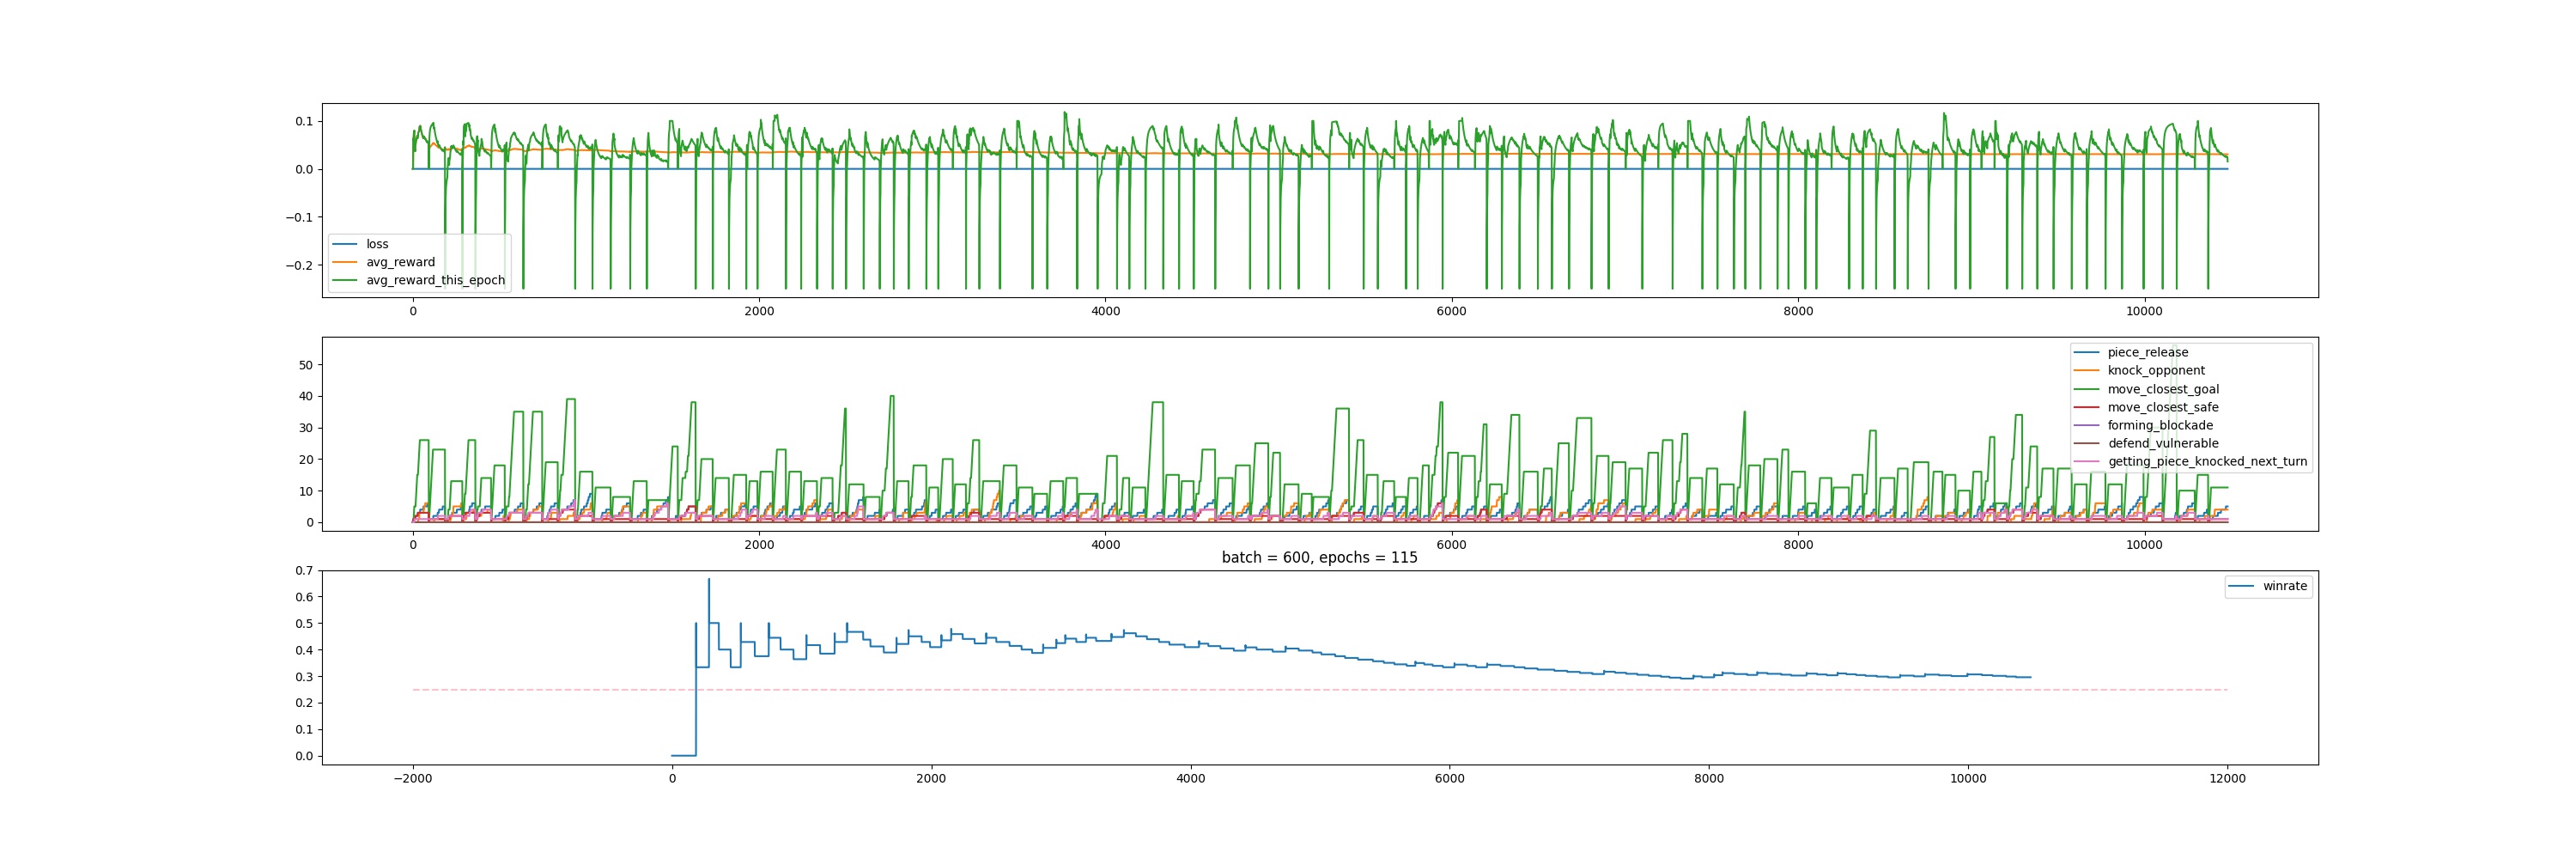 0.1
0.0
−0.1
−0.2
loss
avg_reward
avg_reward_this_epoch
0 2000 4000 6000 8000 10000
50
40
30
20
10
0
piece_release
knock_opponent
move_closest_goal
move_closest_safe
forming_blockade
defend_vulnerable
getting_piece_knocked_next_turn
0 2000 4000 6000 8000 10000
batch = 600, epochs = 115
0.7
0.6
0.5
0.4
0.3
0.2
0.1
0.0
winrate
−2000 0 2000 4000 6000 8000 10000 12000